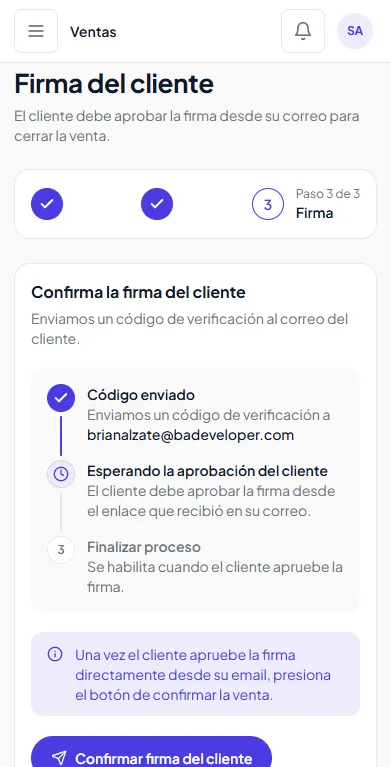 Ventas
SA
Firma del cliente
El cliente debe aprobar la firma desde su correo para
cerrar la venta.
3
Paso 3 de 3
Firma
Confirma la firma del cliente
Enviamos un código de verificación al correo del
cliente.
Código enviado
Enviamos un código de verificación a
brianalzate@badeveloper.com
Esperando la aprobación del cliente
El cliente debe aprobar la firma desde
el enlace que recibió en su correo.
3
Finalizar proceso
Se habilita cuando el cliente apruebe la
firma.
Una vez el cliente apruebe la firma
directamente desde su email, presiona
el botón de confirmar la venta.
Confirmar firma del cliente